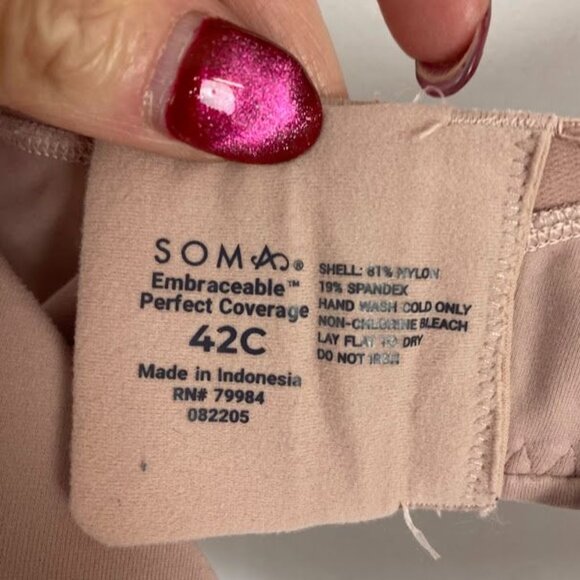 SOMA®
Embraceable™
Perfect Coverage
42C
Made in Indonesia
RN# 79984
082205
SHELL: 81% NYLON
19% SPANDEX
HAND WASH COLD ONLY
NON-CHLORINE BLEACH
LAY FLAT TO DRY
DO NOT IRON